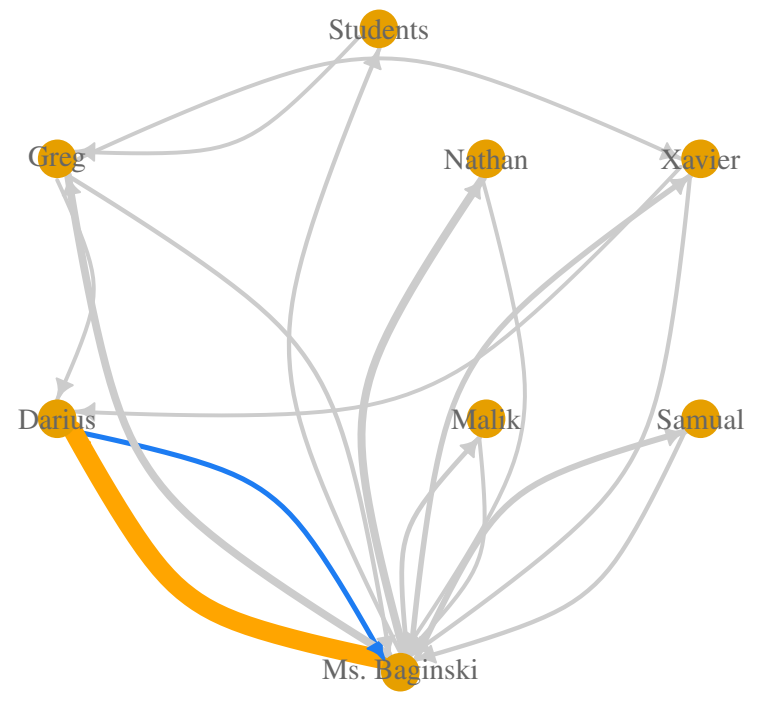 Students
Greg
Nathan
Xavier
Darius
Malik
Samual
Ms. Baginski